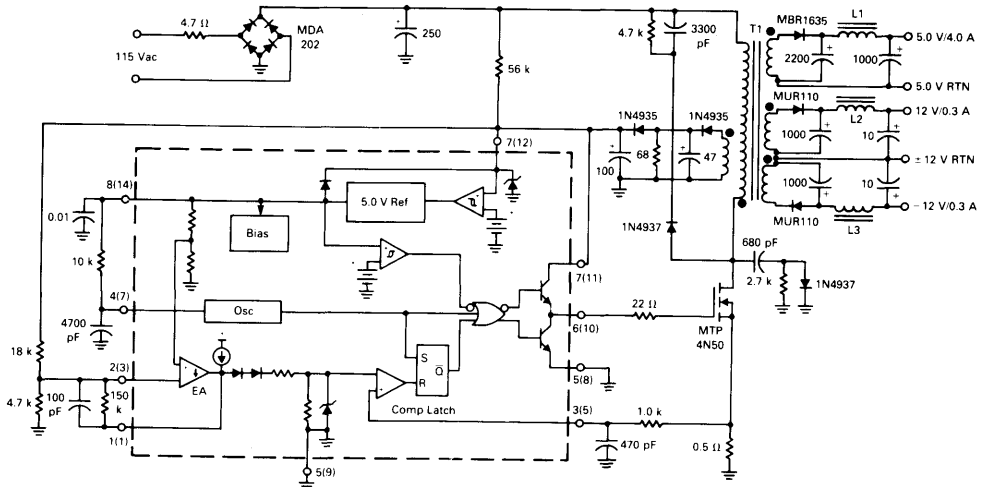 4.7 Ω
MDA
202
115 Vac
250
56 k
4.7 k
3300
pF
T1
MBR1635
L1
5.0 V/4.0 A
2200
1000
5.0 V RTN
MUR110
L2
12 V/0.3 A
1000
10
± 12 V RTN
1000
10
MUR110
L3
– 12 V/0.3 A
1N4935
1N4935
100
68
47
1N4937
680 pF
2.7 k
1N4937
7(12)
8(14)
0.01
5.0 V Ref
Bias
10 k
4(7)
4700
pF
Osc
7(11)
6(10)
22 Ω
MTP
4N50
5(8)
18 k
2(3)
4.7 k
100
pF
150
k
1(1)
EA
S
Q
R
Comp Latch
3(5)
1.0 k
470 pF
0.5 Ω
5(9)